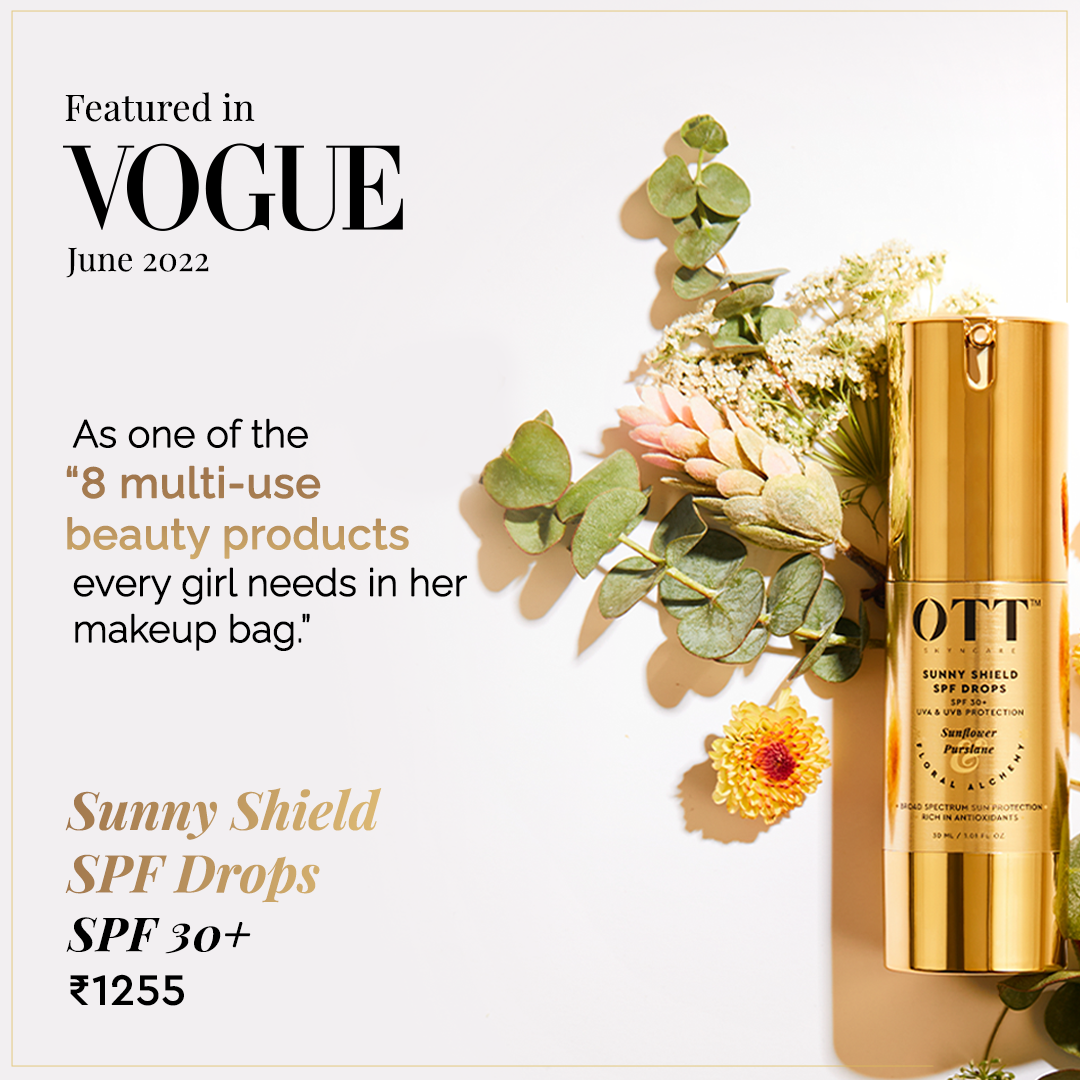 Featured in
VOGUE
June 2022
As one of the
“8 multi-use
beauty products
every girl needs in her
makeup bag.”
Sunny Shield
SPF Drops
SPF 30+
₹1255
OTT™
SKYNCARE
SUNNY SHIELD
SPF DROPS
SPF 30+
UVA & UVB PROTECTION
Sunflower
&
Purslane
FLORAL ALCHEMY
• BROAD SPECTRUM SUN PROTECTION •
RICH IN ANTIOXIDANTS
30 ML / 1.01 FL OZ